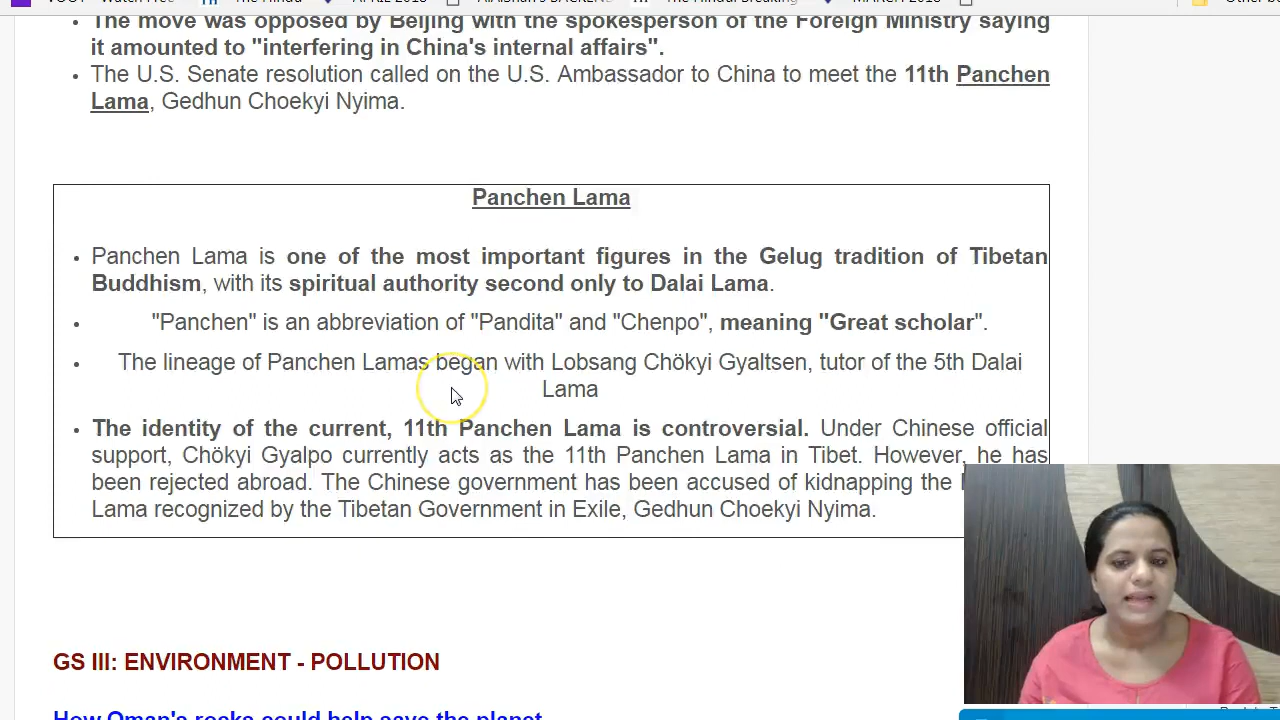 The move was opposed by Beijing with the spokesperson of the Foreign Ministry saying
it amounted to "interfering in China's internal affairs".
The U.S. Senate resolution called on the U.S. Ambassador to China to meet the 11th Panchen
Lama, Gedhun Choekyi Nyima.
Panchen Lama
Panchen Lama is one of the most important figures in the Gelug tradition of Tibetan
Buddhism, with its spiritual authority second only to Dalai Lama.
"Panchen" is an abbreviation of "Pandita" and "Chenpo", meaning "Great scholar".
The lineage of Panchen Lamas began with Lobsang Chökyi Gyaltsen, tutor of the 5th Dalai
Lama
The identity of the current, 11th Panchen Lama is controversial. Under Chinese official
support, Chökyi Gyalpo currently acts as the 11th Panchen Lama in Tibet. However, he has
been rejected abroad. The Chinese government has been accused of kidnapping the
Lama recognized by the Tibetan Government in Exile, Gedhun Choekyi Nyima.
GS III: ENVIRONMENT - POLLUTION
How Oman's rocks could help save the planet